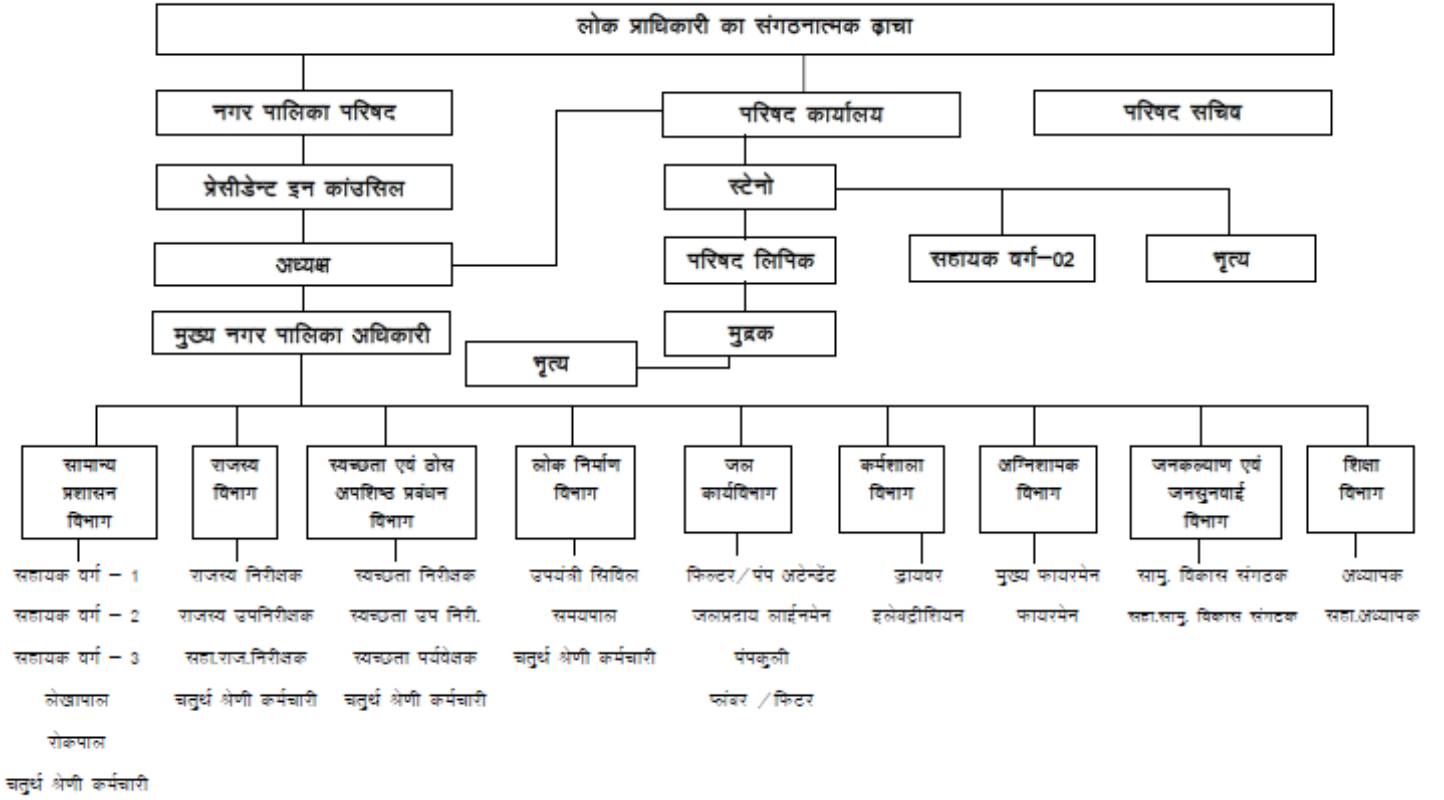 लोक प्राधिकारी का संगठनात्मक ढ़ाचा
नगर पालिका परिषद
परिषद कार्यालय
परिषद सचिव
प्रेसीडेन्ट इन कांउसिल
स्टेनो
अध्यक्ष
परिषद लिपिक
सहायक वर्ग–02
भृत्य
मुख्य नगर पालिका अधिकारी
मुद्रक
भृत्य
सामान्य
प्रशासन
विभाग
राजस्व
विभाग
स्वच्छता एवं ठोस
अपशिष्ठ प्रबंधन
विभाग
लोक निर्माण
विभाग
जल
कार्यविभाग
कर्मशाला
विभाग
अग्निशामक
विभाग
जनकल्याण एवं
जनसुनवाई
विभाग
शिक्षा
विभाग
सहायक वर्ग – 1
सहायक वर्ग – 2
सहायक वर्ग – 3
लेखापाल
रोकपाल
चतुर्थ श्रेणी कर्मचारी
राजस्व निरीक्षक
राजस्व उपनिरीक्षक
सहा.राज.निरीक्षक
चतुर्थ श्रेणी कर्मचारी
स्वच्छता निरीक्षक
स्वच्छता उप निरी.
स्वच्छता पर्यवेक्षक
चतुर्थ श्रेणी कर्मचारी
उपयंत्री सिविल
समयपाल
चतुर्थ श्रेणी कर्मचारी
फिल्टर/पंप अटेन्डेंट
जलप्रदाय लाईनमेन
पंपकुली
प्लंबर /फिटर
ड्रायवर
इलेक्ट्रीशियन
मुख्य फायरमेन
फायरमेन
सामु. विकास संगठक
सहा.सामु. विकास संगठक
अध्यापक
सहा.अध्यापक